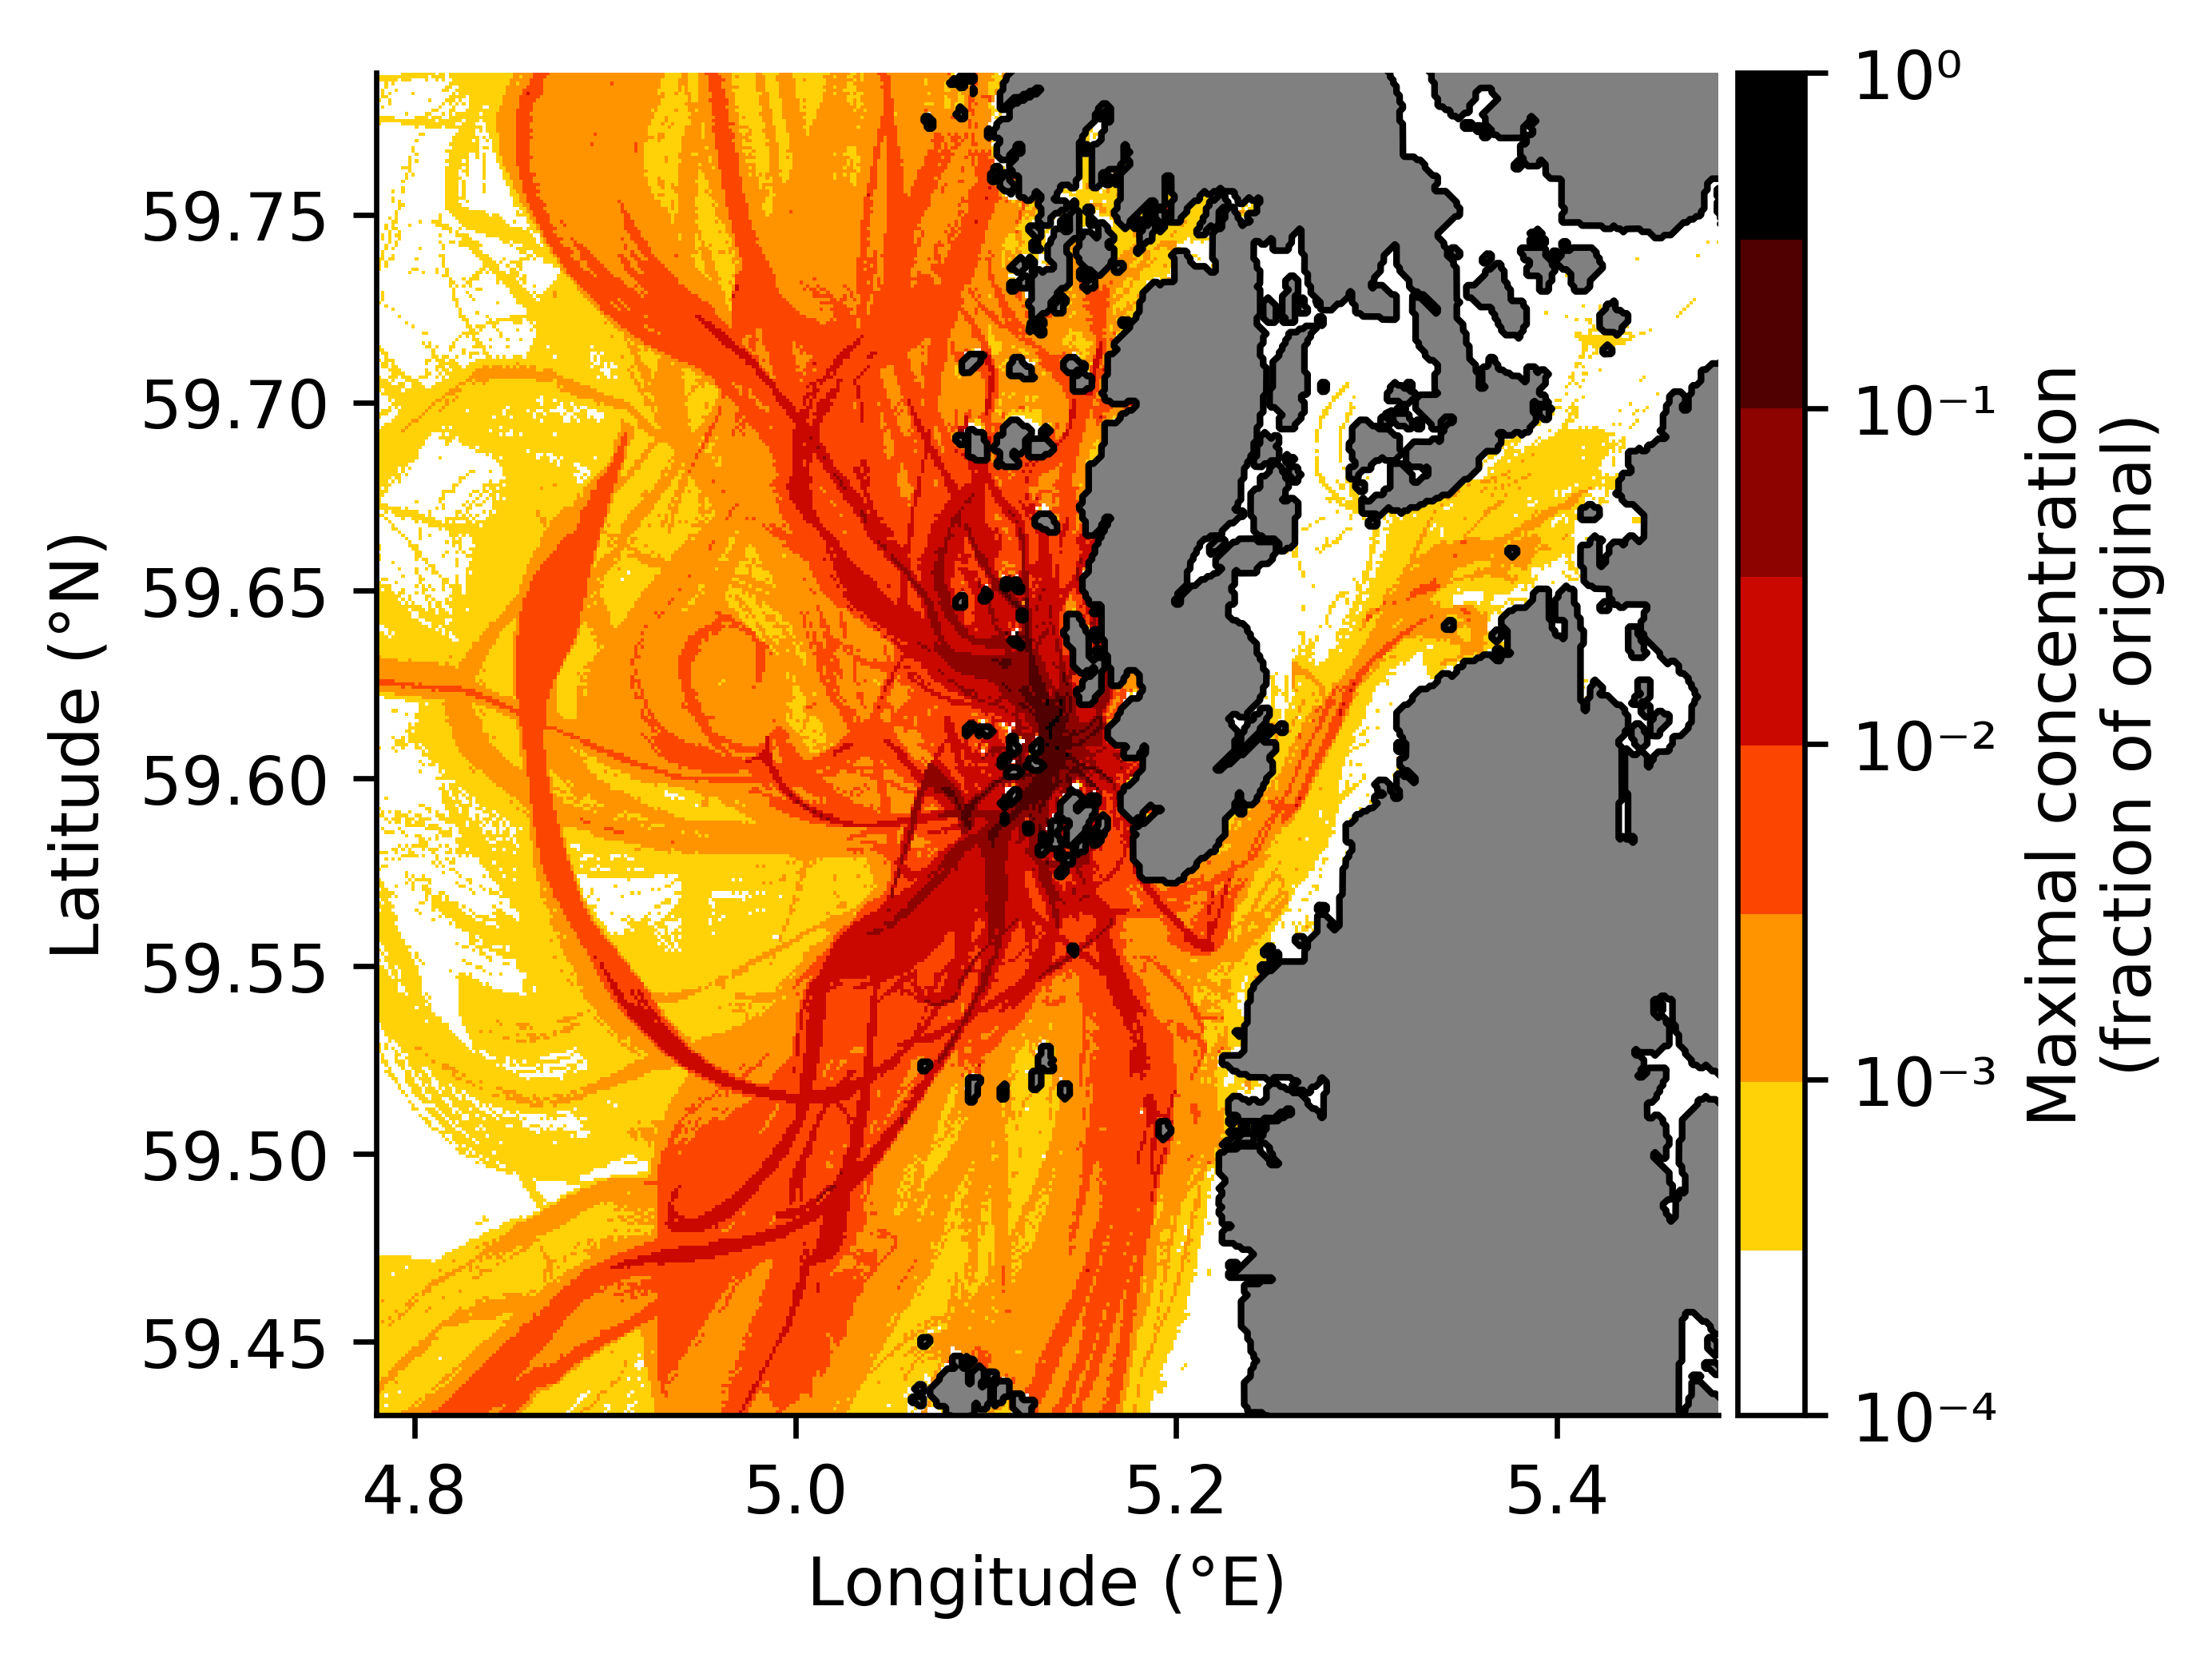 59.75
59.70
59.65
59.60
59.55
59.50
59.45
Latitude (°N)
4.8 5.0 5.2 5.4
Longitude (°E)
10⁰
10⁻¹
10⁻²
10⁻³
10⁻⁴
Maximal concentration
(fraction of original)